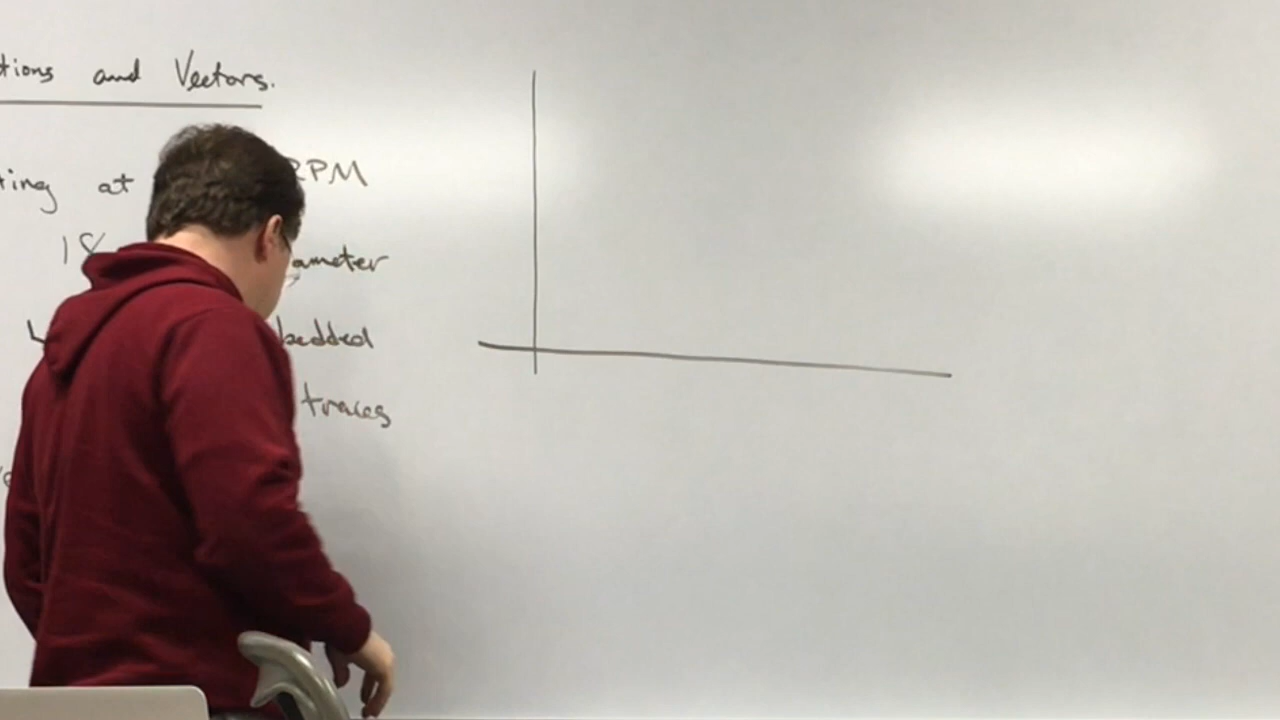 tions and Vectors.
ting at RPM
18 ameter
bedded
traces